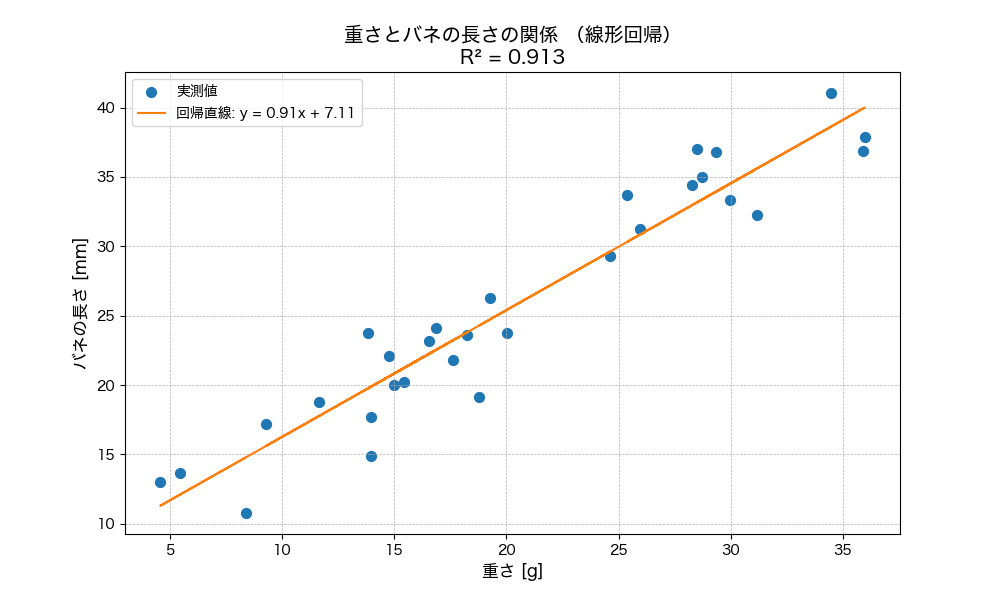 重さとバネの長さの関係 （線形回帰）
R² = 0.913
実測値
回帰直線: y = 0.91x + 7.11
バネの長さ [mm]
40
35
30
25
20
15
10
5 10 15 20 25 30 35
重さ [g]